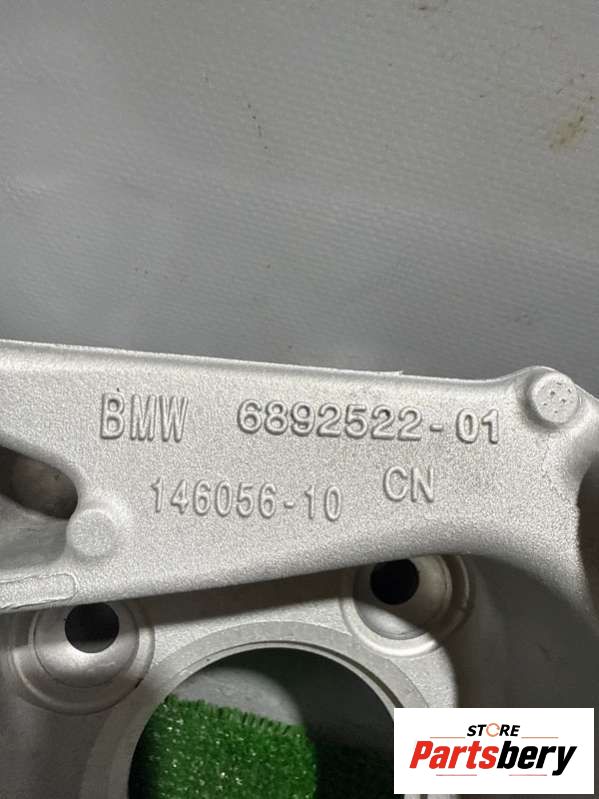 BMW 6892522-01
146056-10 CN
STORE
Partsbery